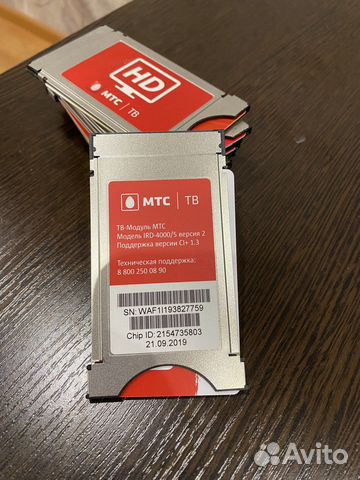 HD
МТС | ТВ
МТС | ТВ
ТВ-Модуль МТС
Модель IRD-4000/S версия 2
Поддержка версии CI+ 1.3
Техническая поддержка:
8 800 250 08 90
SN: WAF1I193827759
Chip ID: 2154735803
21.09.2019
Avito